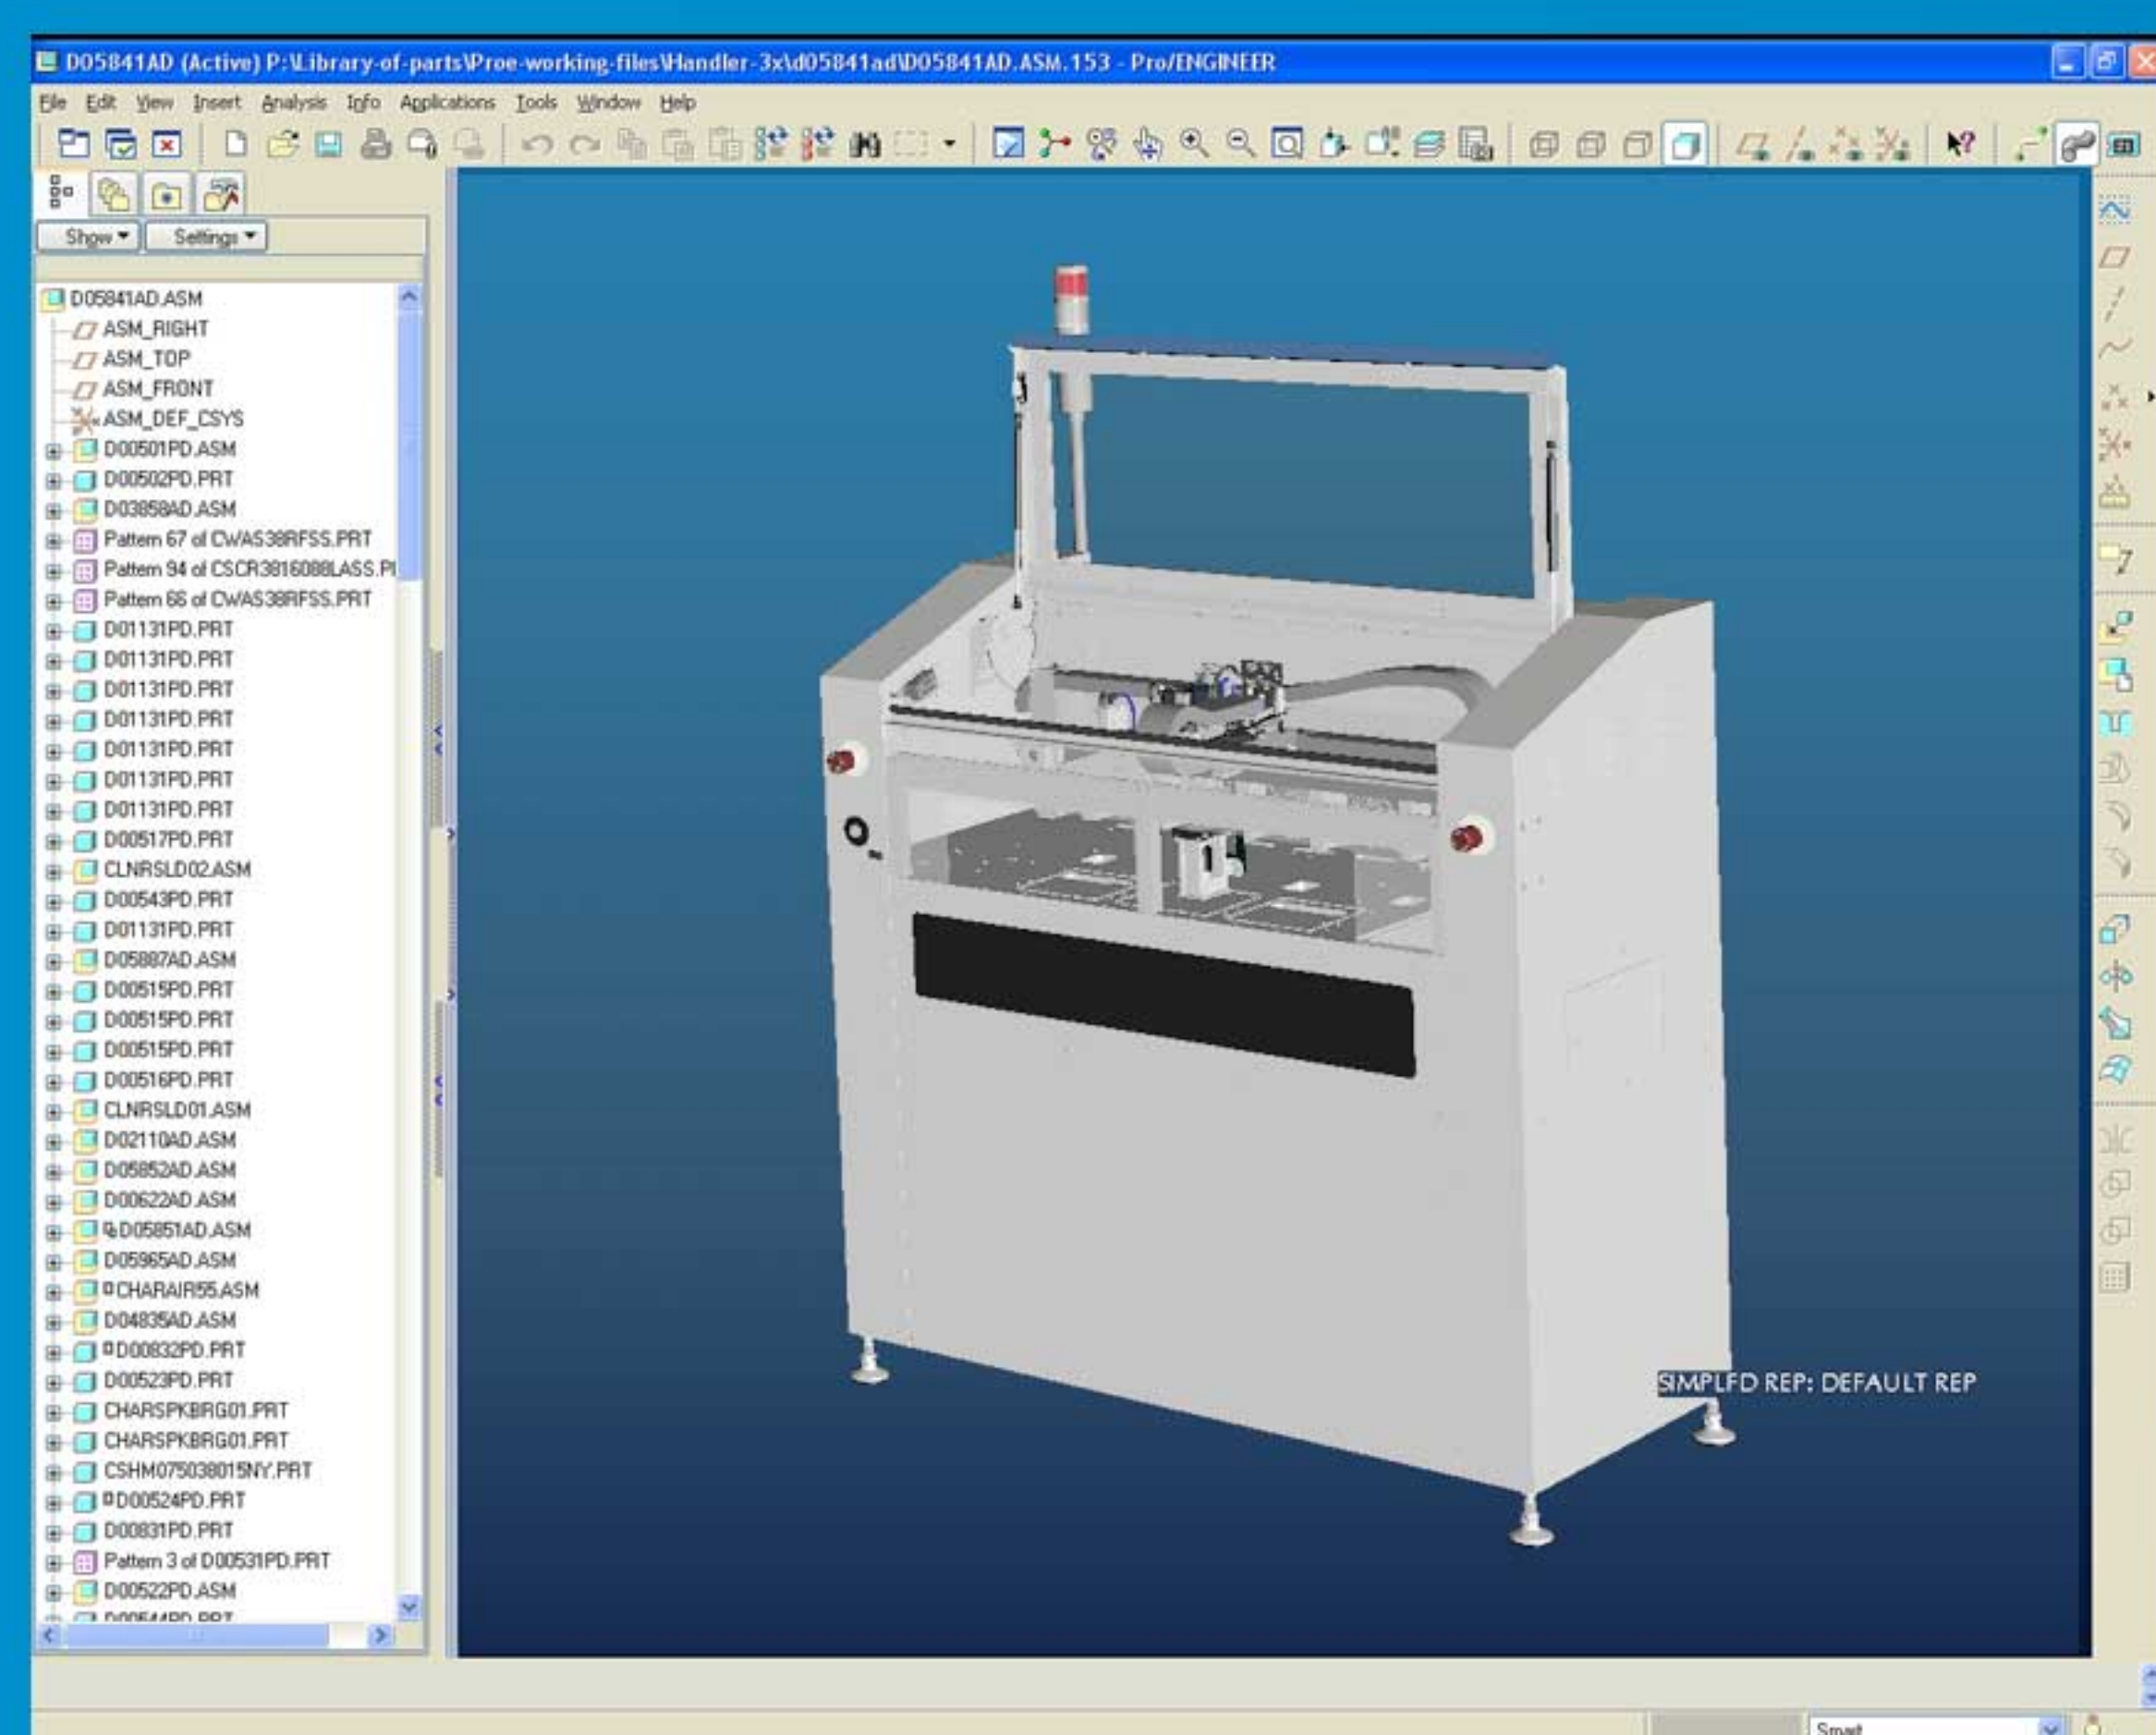 D05841AD (Active) P:\Library-of-parts\Proe-working-files\Handler-3x\d05841ad\D05841AD.ASM.153 - Pro/ENGINEER
File Edit View Insert Analysis Info Applications Tools Window Help
Show Settings
D05841AD.ASM
ASM_RIGHT
ASM_TOP
ASM_FRONT
ASM_DEF_CSYS
D00501PD.ASM
D00502PD.PRT
D03858AD.ASM
Pattern 67 of CWAS38RFSS.PRT
Pattern 94 of CSCR3816088LASS.P
Pattern 66 of CWAS38RFSS.PRT
D01131PD.PRT
D01131PD.PRT
D01131PD.PRT
D01131PD.PRT
D01131PD.PRT
D01131PD.PRT
D01131PD.PRT
D00517PD.PRT
CLNRSLD02.ASM
D00543PD.PRT
D01131PD.PRT
D05887AD.ASM
D00515PD.PRT
D00515PD.PRT
D00515PD.PRT
D00516PD.PRT
CLNRSLD01.ASM
D02110AD.ASM
D05852AD.ASM
D00622AD.ASM
D05851AD.ASM
D05965AD.ASM
CHARAIR55.ASM
D04835AD.ASM
D00832PD.PRT
D00523PD.PRT
CHARSPKBRG01.PRT
CHARSPKBRG01.PRT
CSHM075038015NY.PRT
D00524PD.PRT
D00831PD.PRT
Pattern 3 of D00531PD.PRT
D00522PD.ASM
D00544PD.PRT
SIMPLFD REP: DEFAULT REP
Smart